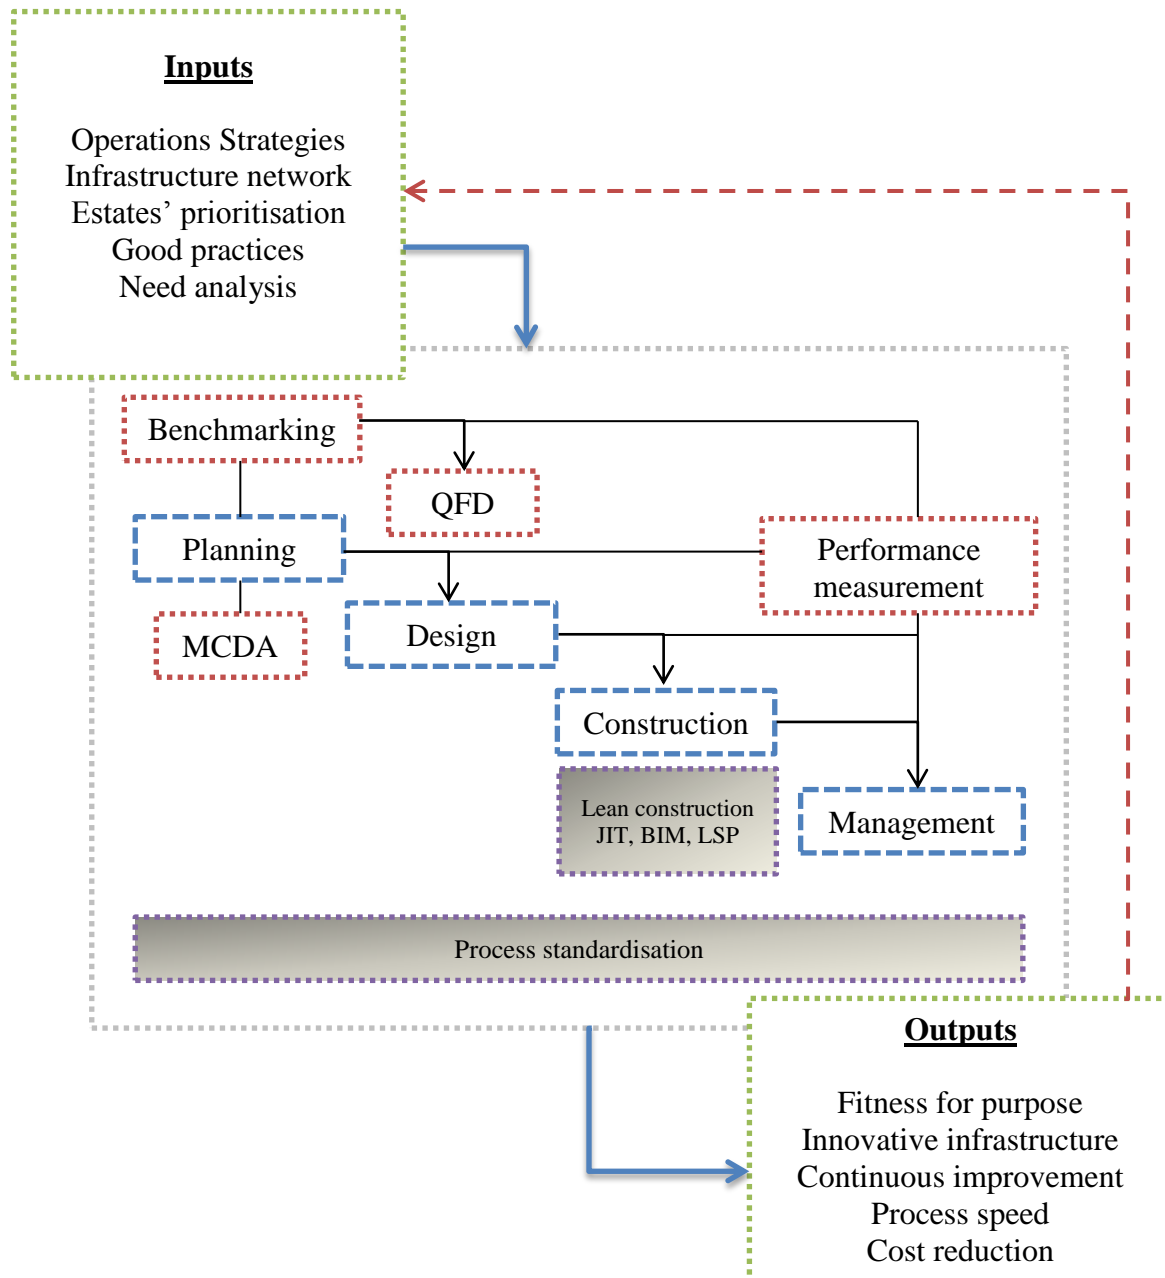 Inputs
Operations Strategies
Infrastructure network
Estates’ prioritisation
Good practices
Need analysis
Benchmarking
QFD
Planning
Performance
measurement
MCDA
Design
Construction
Lean construction
JIT, BIM, LSP
Management
Process standardisation
Outputs
Fitness for purpose
Innovative infrastructure
Continuous improvement
Process speed
Cost reduction